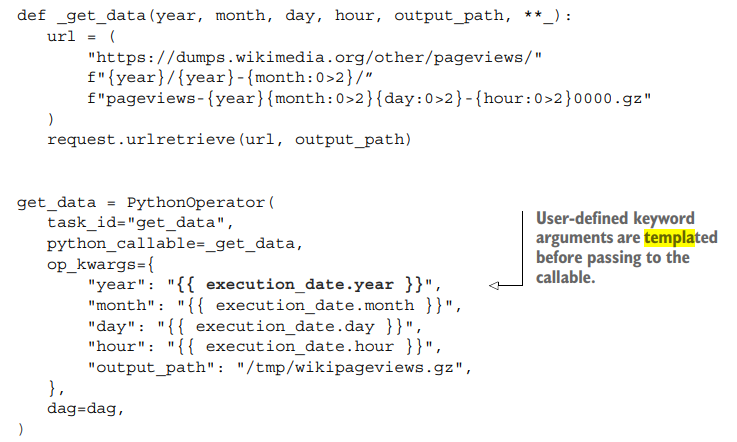 def _get_data(year, month, day, hour, output_path, **_):
    url = (
        "https://dumps.wikimedia.org/other/pageviews/"
        f"{year}/{year}-{month:0>2}/”
        f"pageviews-{year}{month:0>2}{day:0>2}-{hour:0>2}0000.gz"
    )
    request.urlretrieve(url, output_path)
get_data = PythonOperator(
    task_id="get_data",
    python_callable=_get_data,
    op_kwargs={
        "year": "{{ execution_date.year }}",
        "month": "{{ execution_date.month }}",
        "day": "{{ execution_date.day }}",
        "hour": "{{ execution_date.hour }}",
        "output_path": "/tmp/wikipageviews.gz",
    },
    dag=dag,
)
User-defined keyword
arguments are templated
before passing to the
callable.